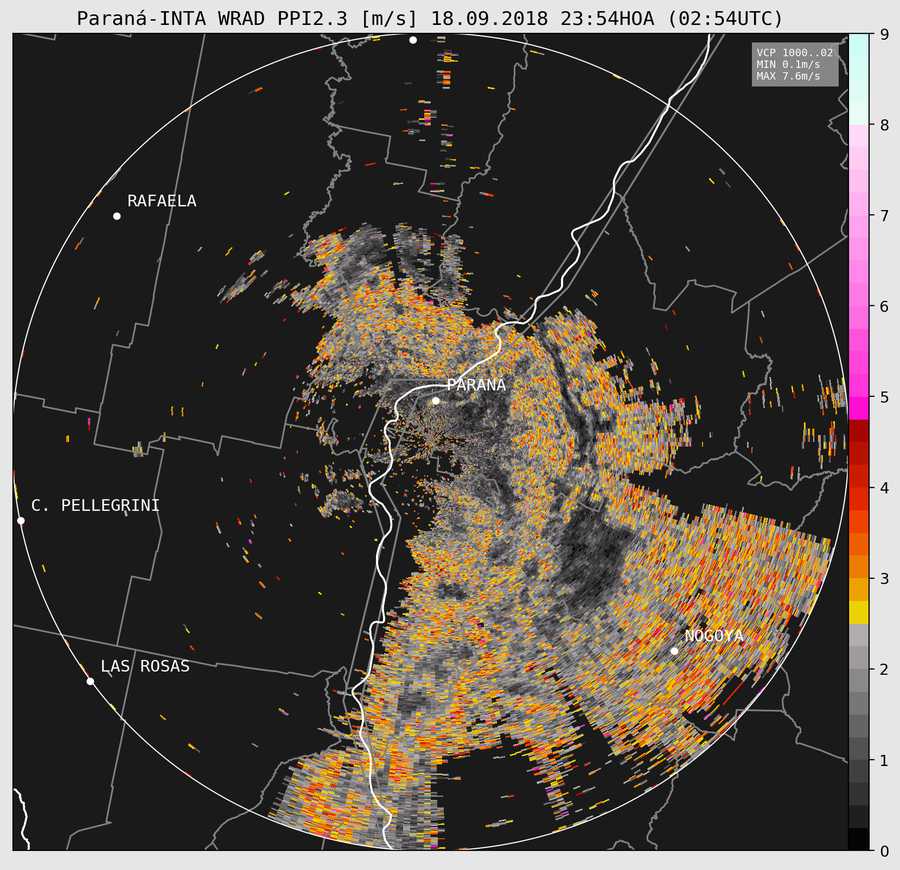 Paraná-INTA WRAD PPI2.3 [m/s] 18.09.2018 23:54HOA (02:54UTC)
VCP 1000..02
MIN 0.1m/s
MAX 7.6m/s
RAFAELA
PARANA
C. PELLEGRINI
NOGOYA
LAS ROSAS
9
8
7
6
5
4
3
2
1
0